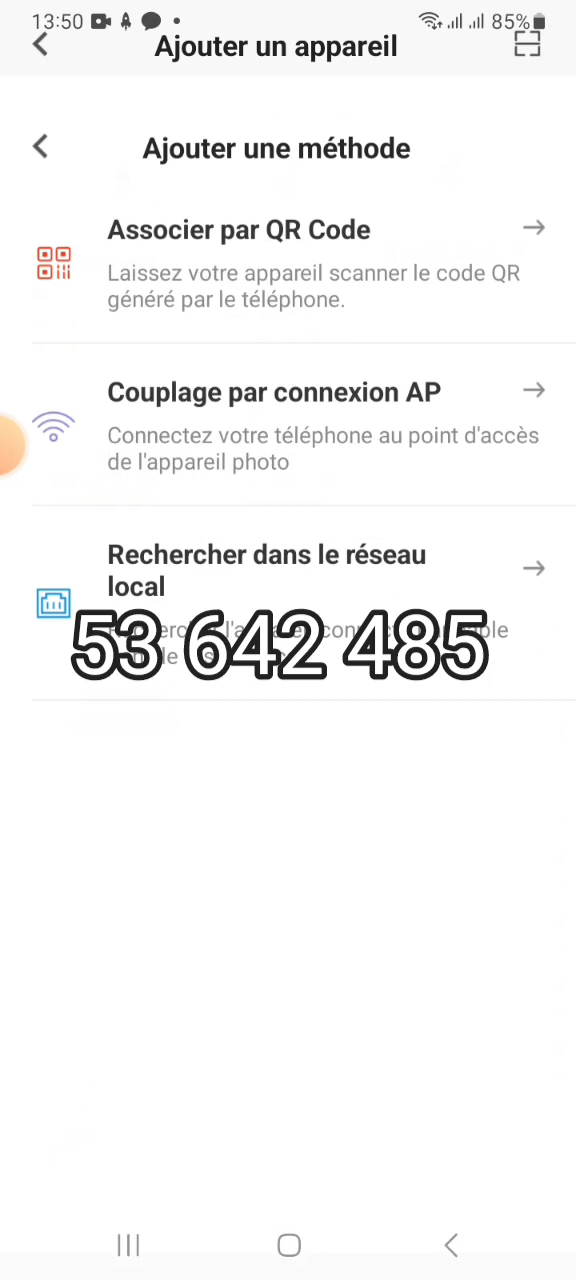 13:50 85%
Ajouter un appareil
Ajouter une méthode
Associer par QR Code
Laissez votre appareil scanner le code QR
généré par le téléphone.
Couplage par connexion AP
Connectez votre téléphone au point d'accès
de l'appareil photo
Rechercher dans le réseau
local
53 642 485